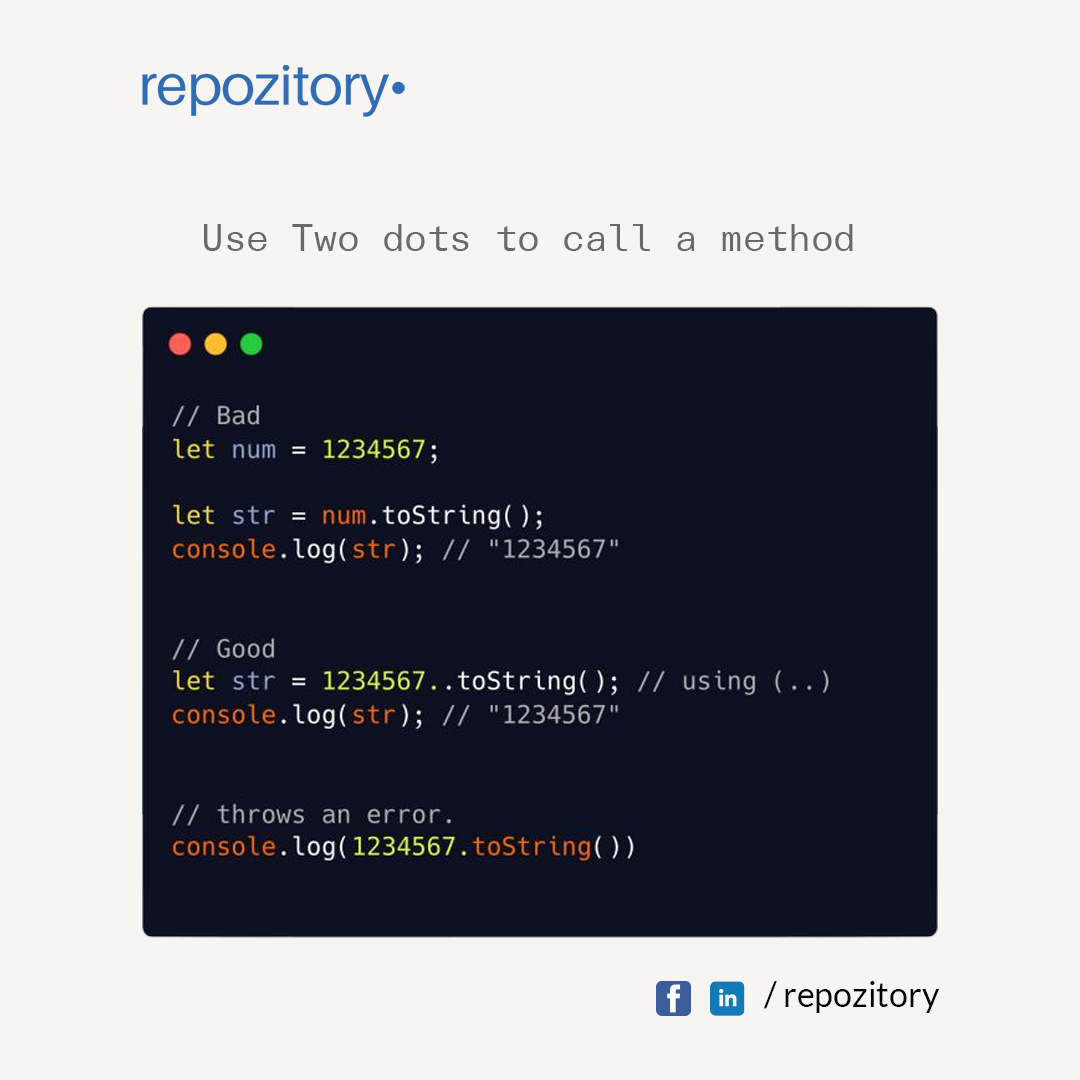 repozitory•
Use Two dots to call a method
// Bad
let num = 1234567;
let str = num.toString();
console.log(str); // "1234567"
// Good
let str = 1234567..toString(); // using (..)
console.log(str); // "1234567"
// throws an error.
console.log(1234567.toString())
f in / repozitory